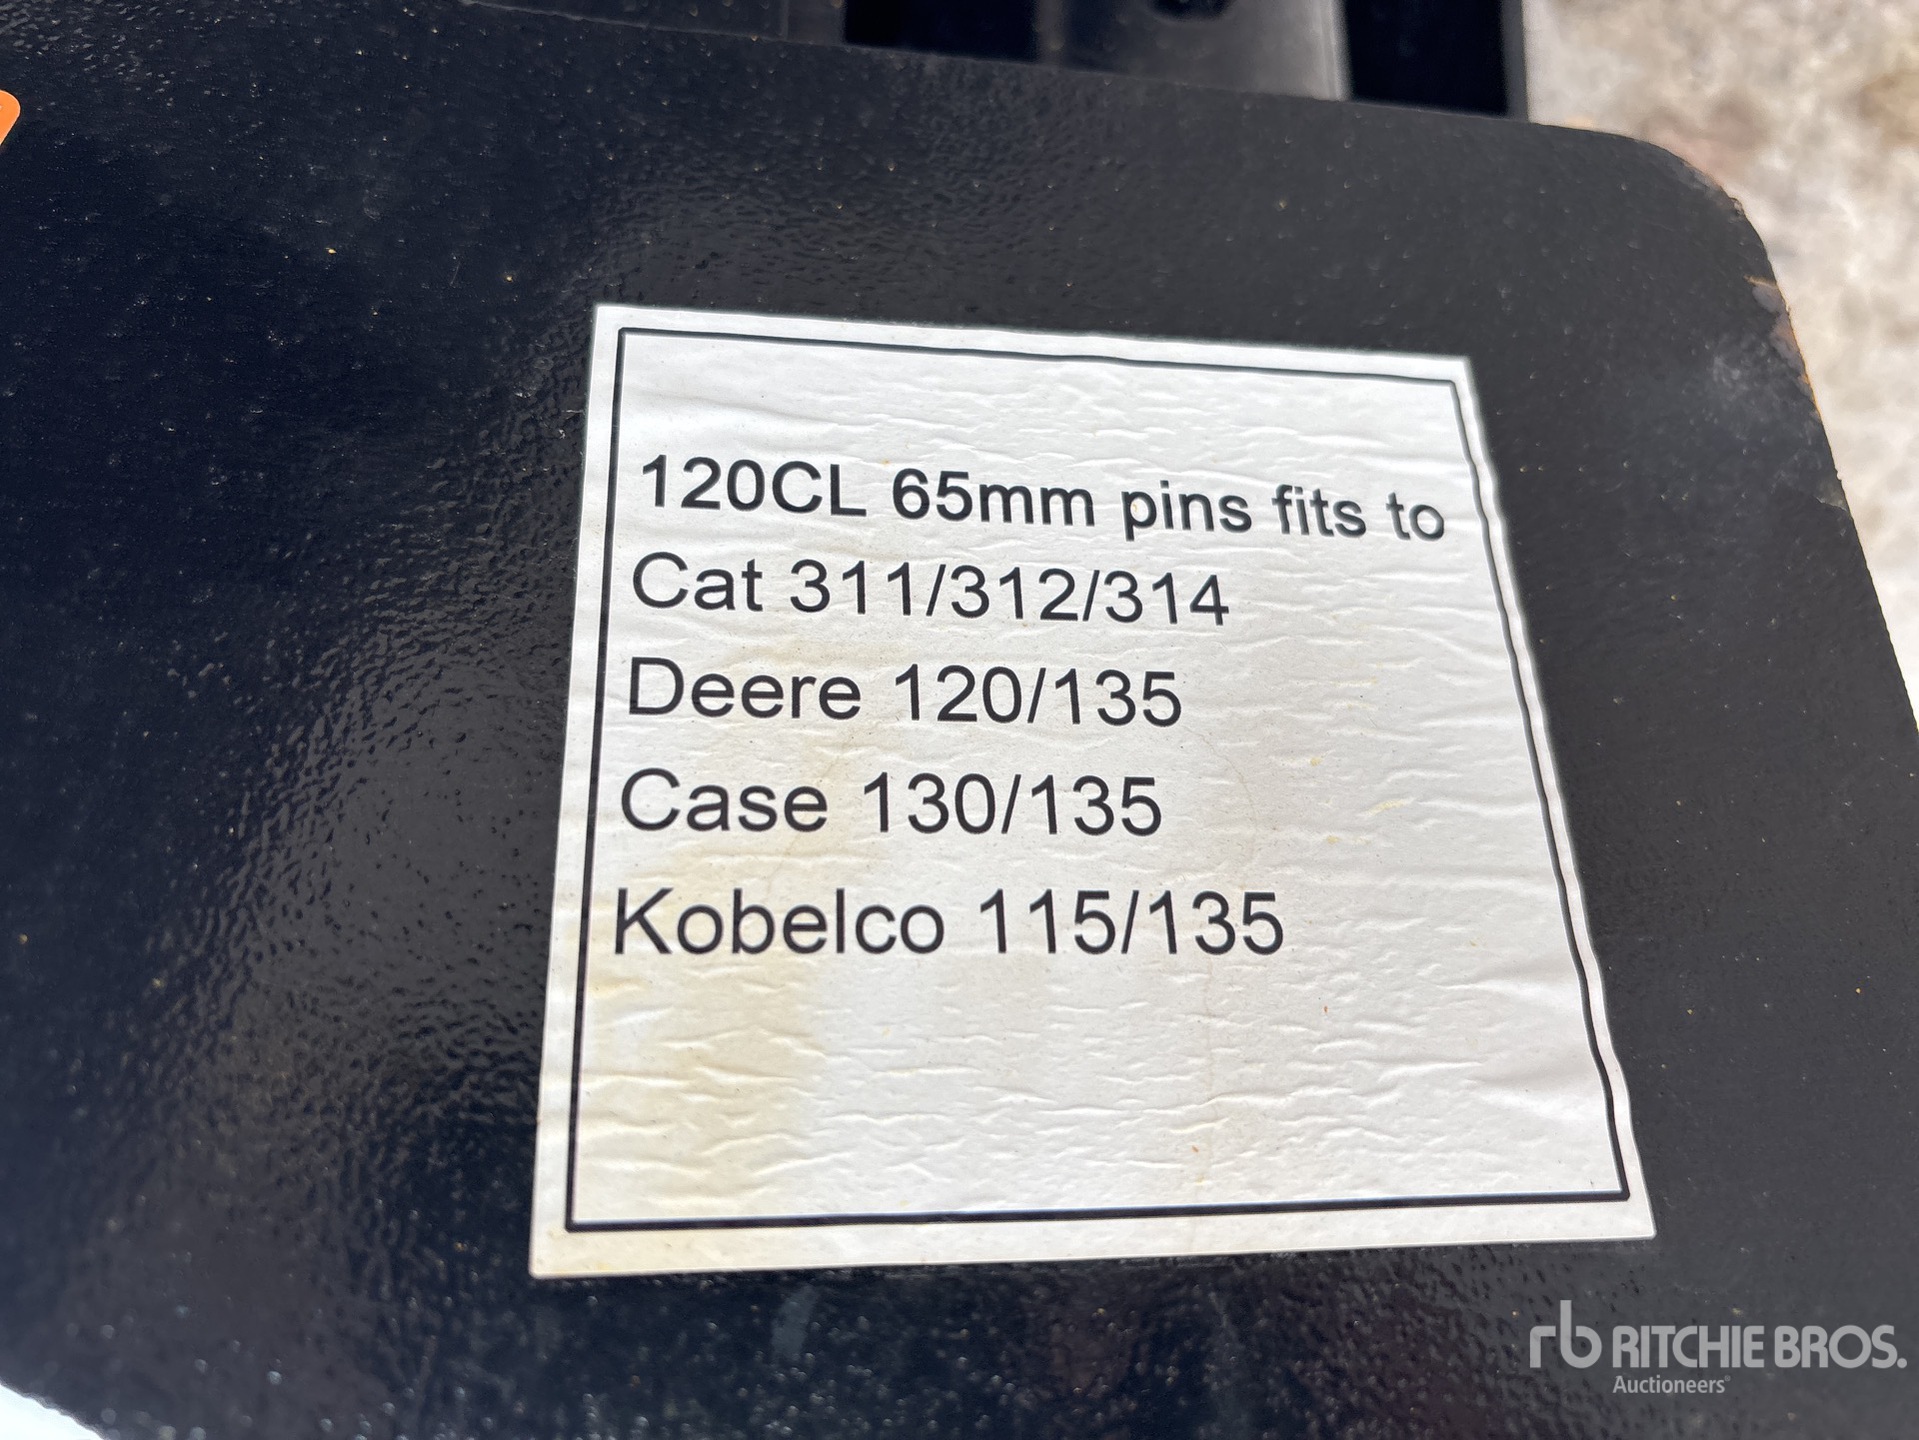 120CL 65mm pins fits to
Cat 311/312/314
Deere 120/135
Case 130/135
Kobelco 115/135
rb RITCHIE BROS.
Auctioneers